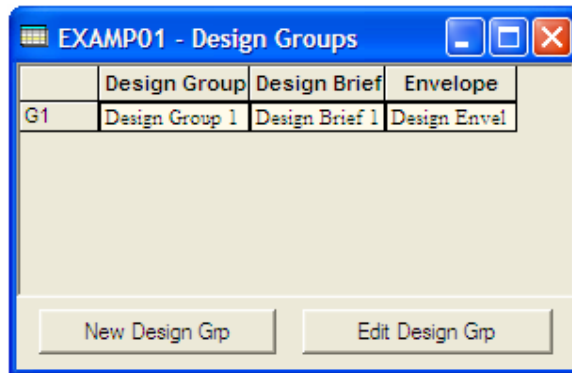 EXAMP01 - Design Groups
Design Group Design Brief Envelope
G1 Design Group 1 Design Brief 1 Design Envel
New Design Grp Edit Design Grp